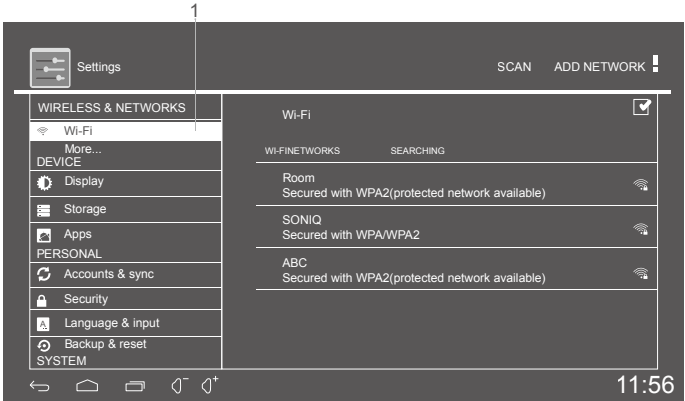 1
Settings
SCAN
ADD NETWORK
WIRELESS & NETWORKS
Wi-Fi
More...
DEVICE
Display
Storage
Apps
PERSONAL
Accounts & sync
Security
A
Language & input
Backup & reset
SYSTEM
Wi-Fi
WI-FINETWORKS SEARCHING
Room
Secured with WPA2(protected network available)
SONIQ
Secured with WPA/WPA2
ABC
Secured with WPA2(protected network available)
11:56